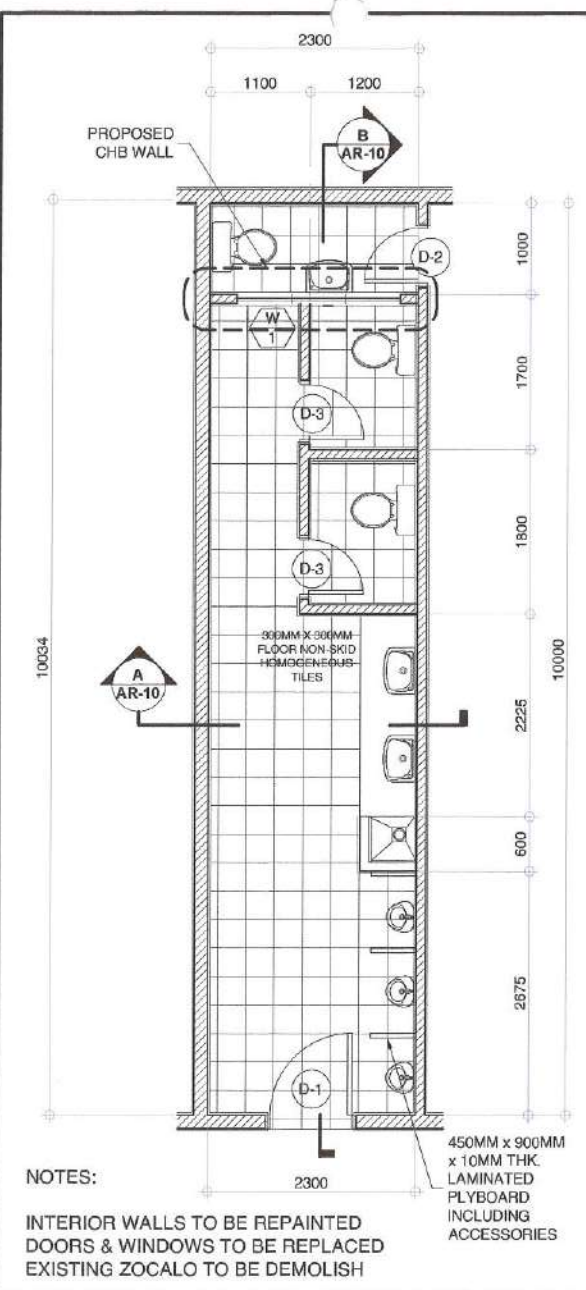 2300
1100
1200
PROPOSED
CHB WALL
B
AR-10
D-2
1000
W
1
1700
D-3
1800
D-3
300MM X 300MM
FLOOR NON-SKID
HOMOGENEOUS
TILES
10034
10000
A
AR-10
2225
600
2675
D-1
450MM x 900MM
x 10MM THK.
LAMINATED
PLYBOARD
INCLUDING
ACCESSORIES
2300
NOTES:
INTERIOR WALLS TO BE REPAINTED
DOORS & WINDOWS TO BE REPLACED
EXISTING ZOCALO TO BE DEMOLISH